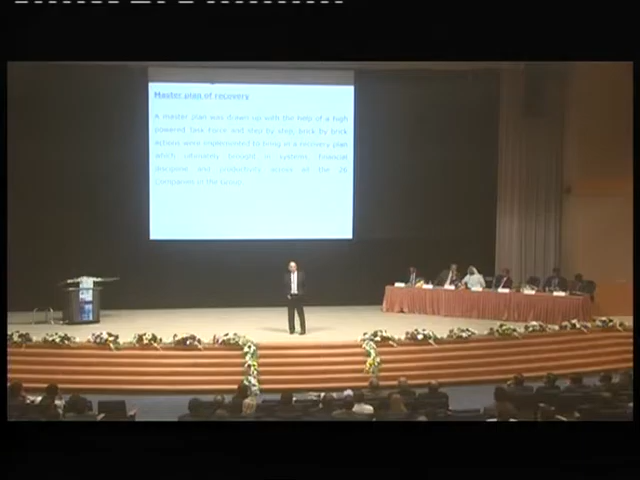 Master plan of recovery
A master plan was drawn up with the help of a high
powered Task Force and step by step, brick by brick
actions were implemented to bring in a recovery plan
which ultimately brought in systems, financial
discipline and productivity across all the 26
Companies in the Group